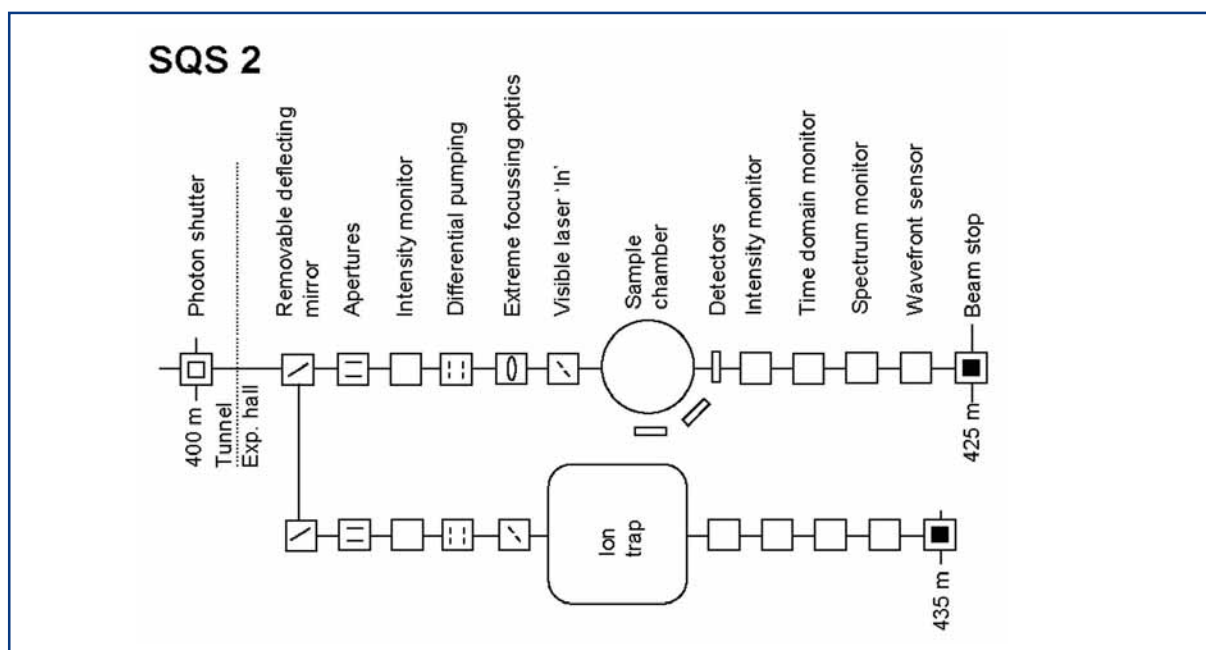 SQS 2
400 m
Tunnel
Exp. hall
Photon shutter
Removable deflecting
mirror
Apertures
Intensity monitor
Differential pumping
Extreme focussing optics
Visible laser 'In'
Sample
chamber
Detectors
Intensity monitor
Time domain monitor
Spectrum monitor
Wavefront sensor
Beam stop
425 m
Ion
trap
435 m